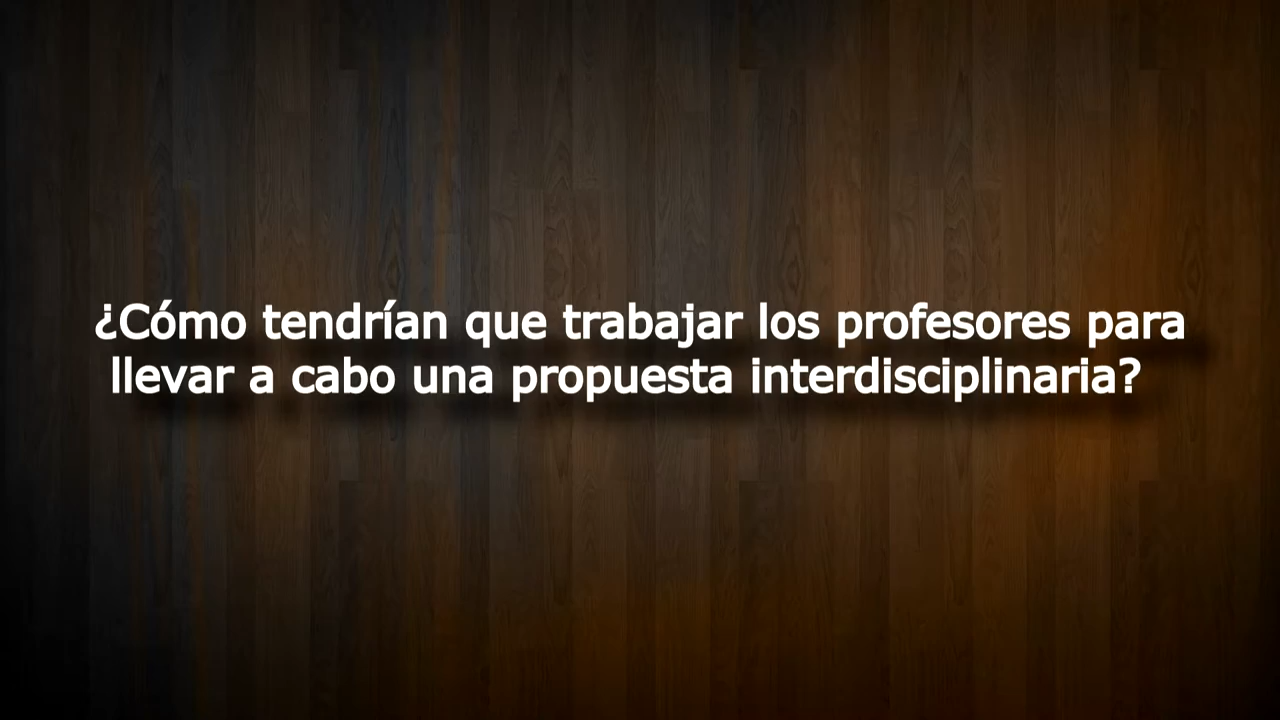 ¿Cómo tendrían que trabajar los profesores para
llevar a cabo una propuesta interdisciplinaria?